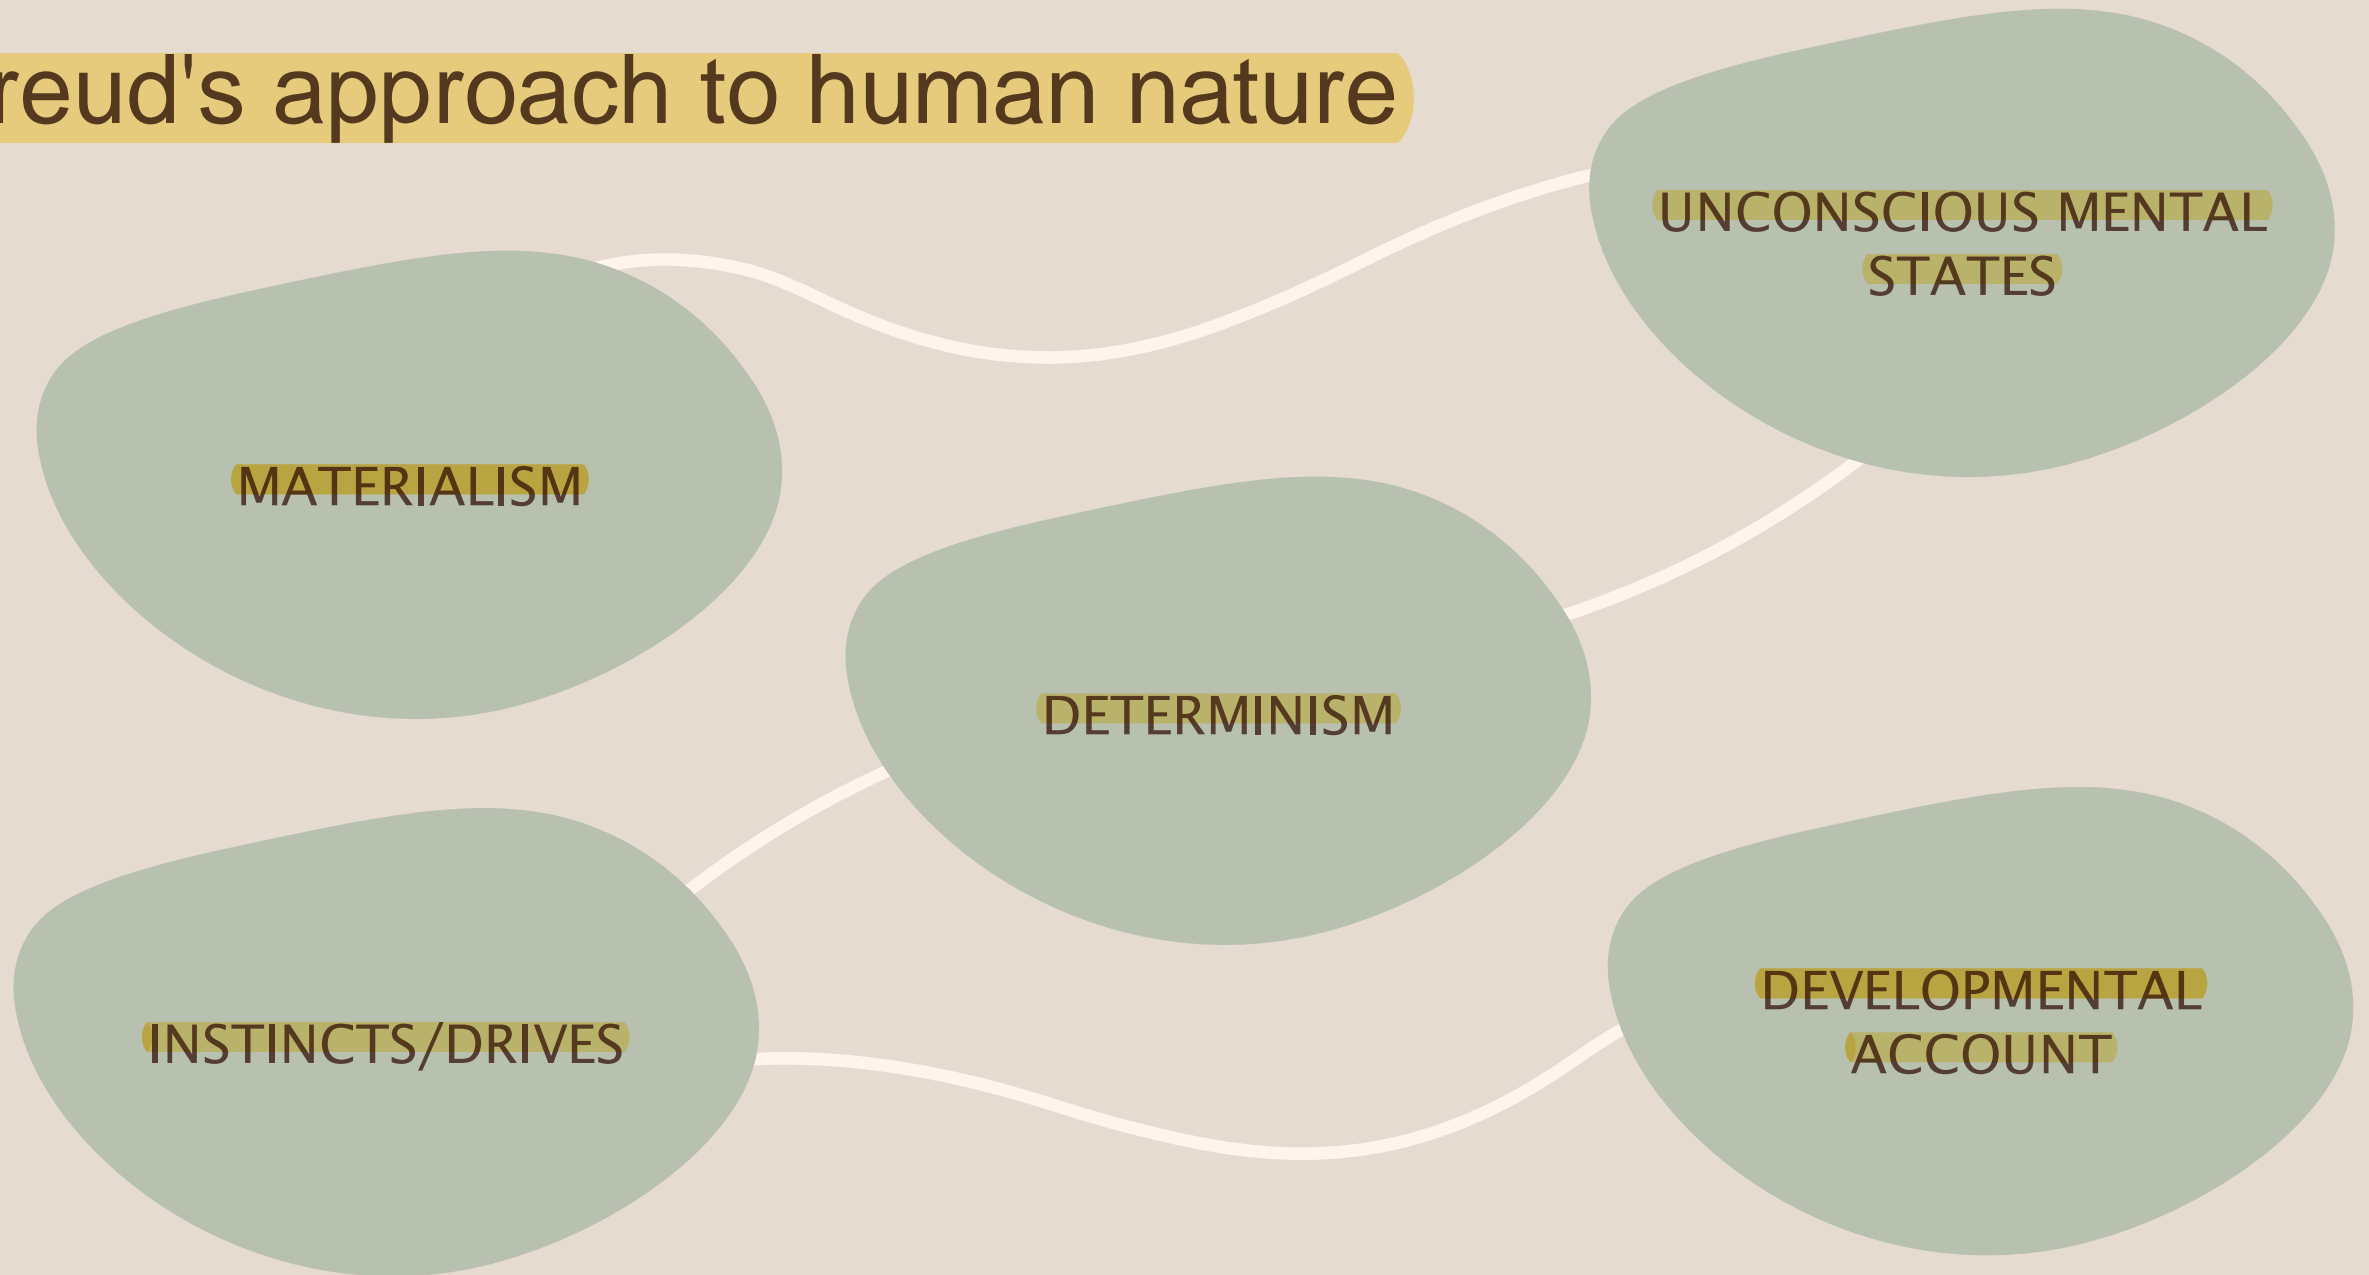 reud's approach to human nature
UNCONSCIOUS MENTAL
STATES
MATERIALISM
DETERMINISM
INSTINCTS/DRIVES
DEVELOPMENTAL
ACCOUNT